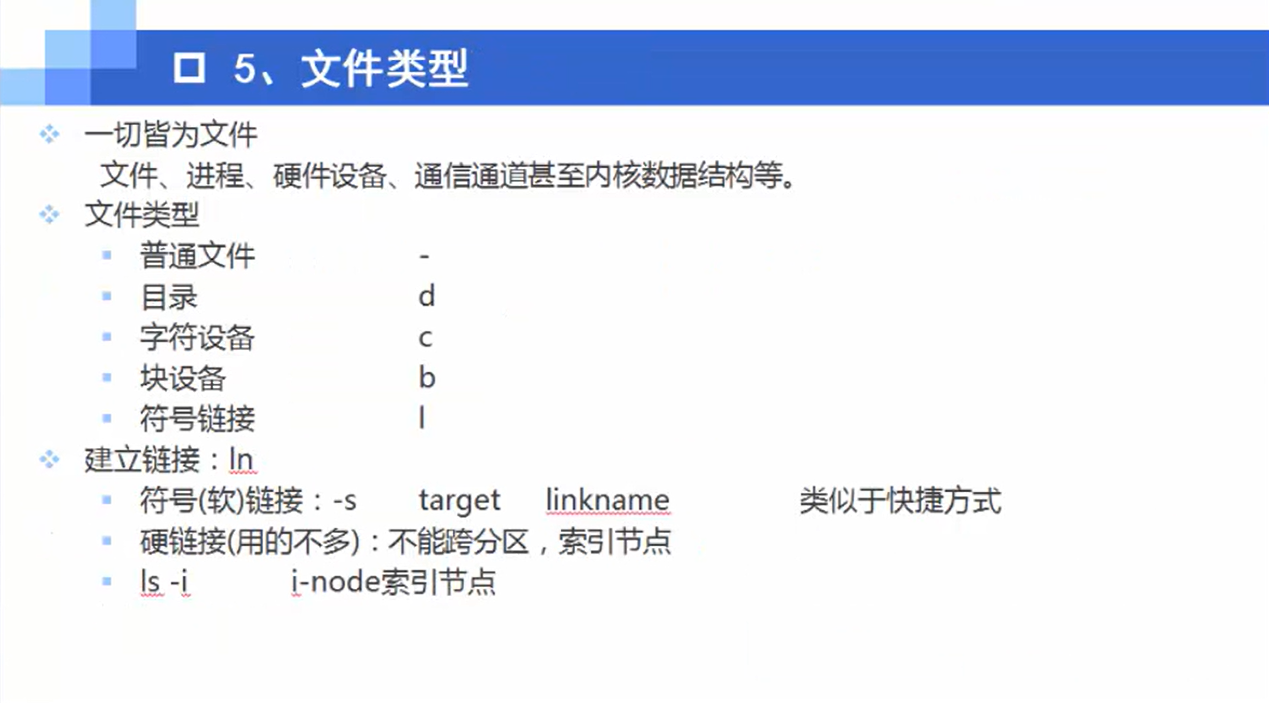 5、文件类型
一切皆为文件
文件、进程、硬件设备、通信通道甚至内核数据结构等。
文件类型
普通文件 -
目录 d
字符设备 c
块设备 b
符号链接 l
建立链接：ln
符号(软)链接：-s target linkname 类似于快捷方式
硬链接(用的不多)：不能跨分区，索引节点
ls -i i-node索引节点